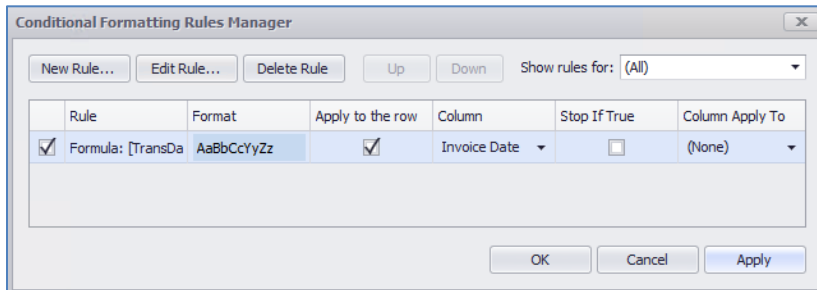 Conditional Formatting Rules Manager
New Rule... Edit Rule... Delete Rule Up Down Show rules for: (All)
Rule Format Apply to the row Column Stop If True Column Apply To
Formula: [TransDa AaBbCcYyZz Invoice Date (None)
OK Cancel Apply